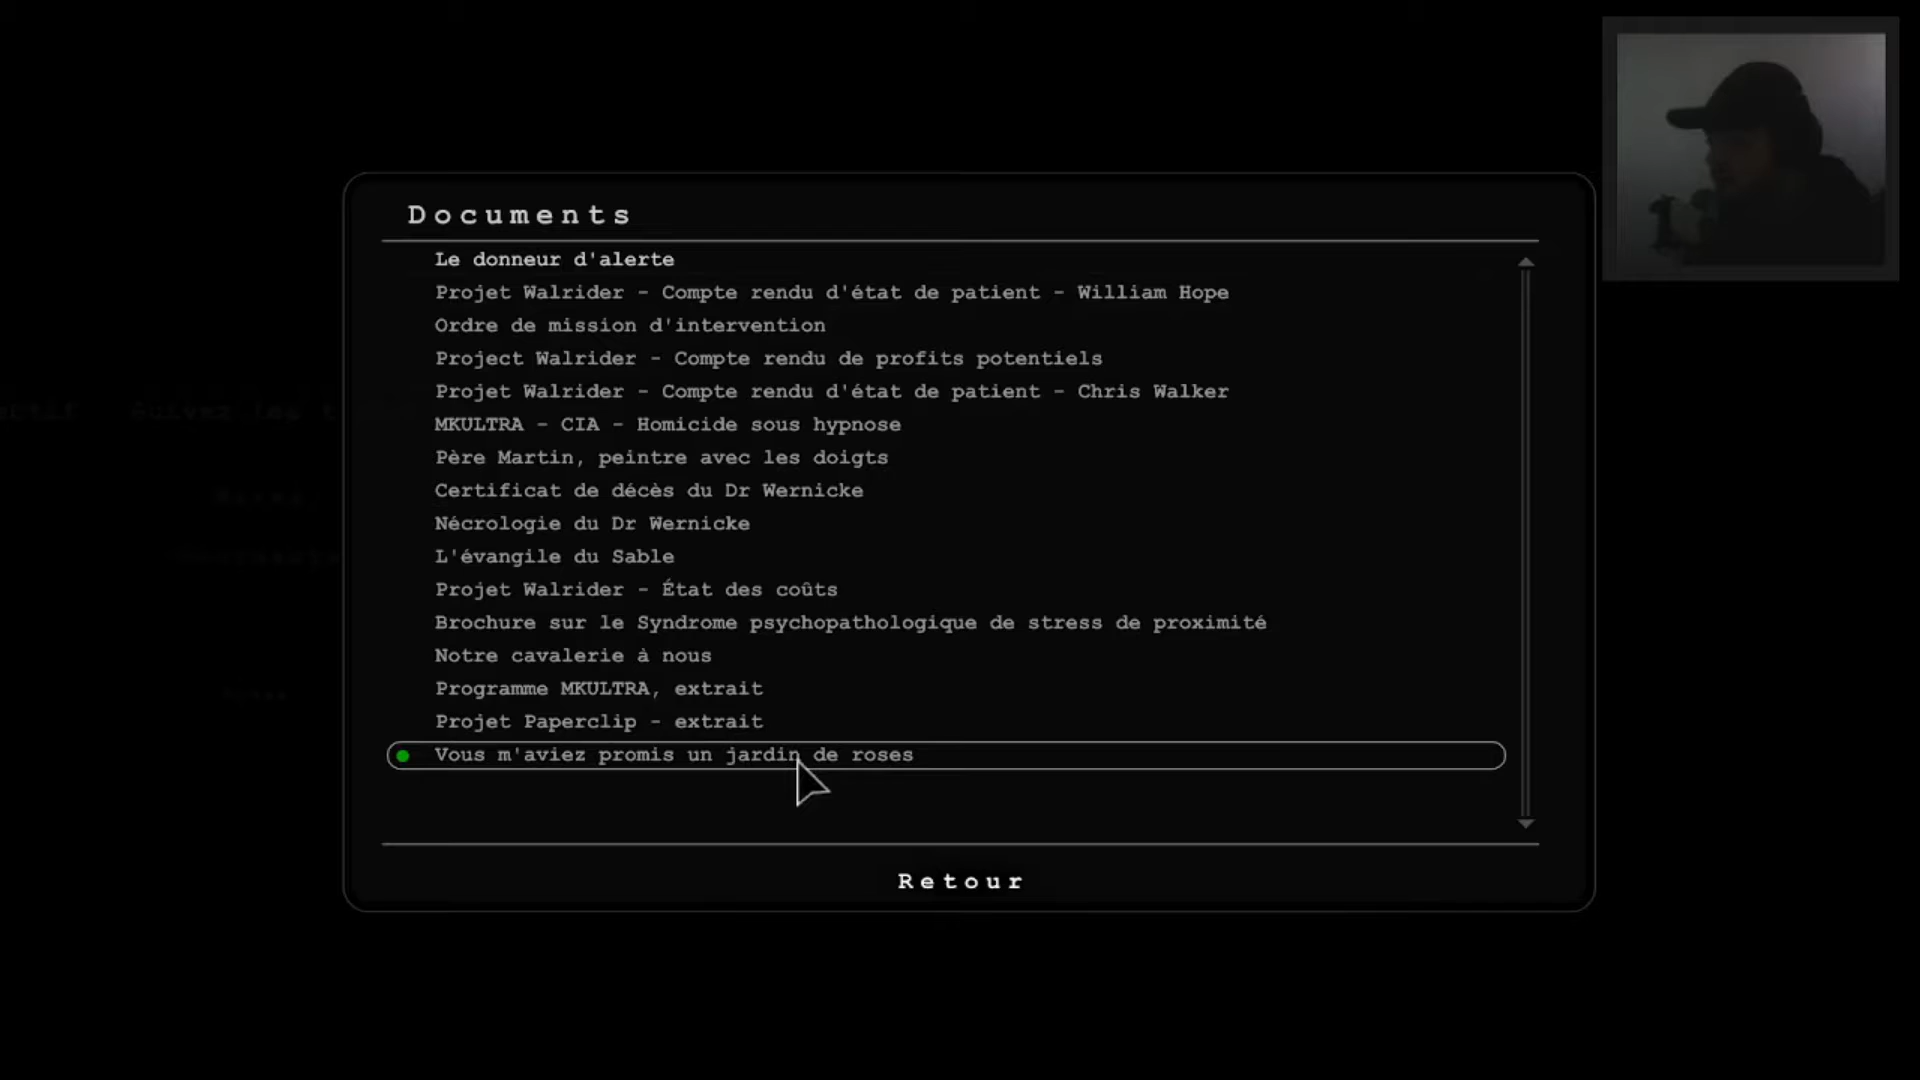 Documents
Le donneur d'alerte
Projet Walrider - Compte rendu d'état de patient - William Hope
Ordre de mission d'intervention
Project Walrider - Compte rendu de profits potentiels
Projet Walrider - Compte rendu d'état de patient - Chris Walker
MKULTRA - CIA - Homicide sous hypnose
Père Martin, peintre avec les doigts
Certificat de décès du Dr Wernicke
Nécrologie du Dr Wernicke
L'évangile du Sable
Projet Walrider - État des coûts
Brochure sur le Syndrome psychopathologique de stress de proximité
Notre cavalerie à nous
Programme MKULTRA, extrait
Projet Paperclip - extrait
Vous m'aviez promis un jardin de roses
Retour